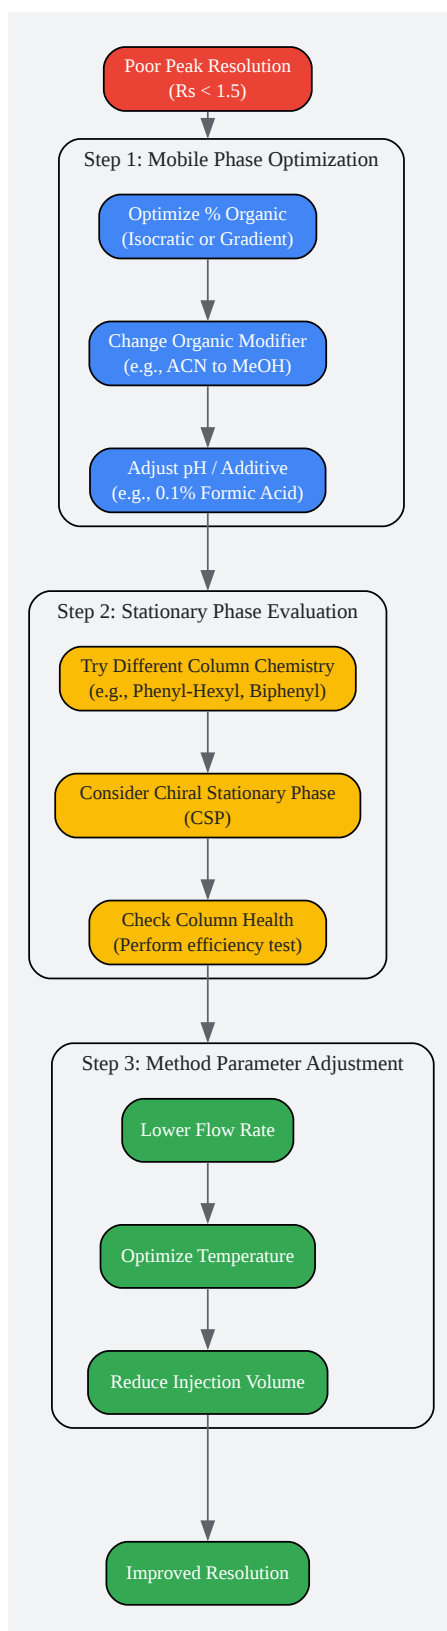 Poor Peak Resolution
(Rs < 1.5)
Step 1: Mobile Phase Optimization
Optimize % Organic
(Isocratic or Gradient)
Change Organic Modifier
(e.g., ACN to MeOH)
Adjust pH / Additive
(e.g., 0.1% Formic Acid)
Step 2: Stationary Phase Evaluation
Try Different Column Chemistry
(e.g., Phenyl-Hexyl, Biphenyl)
Consider Chiral Stationary Phase
(CSP)
Check Column Health
(Perform efficiency test)
Step 3: Method Parameter Adjustment
Lower Flow Rate
Optimize Temperature
Reduce Injection Volume
Improved Resolution